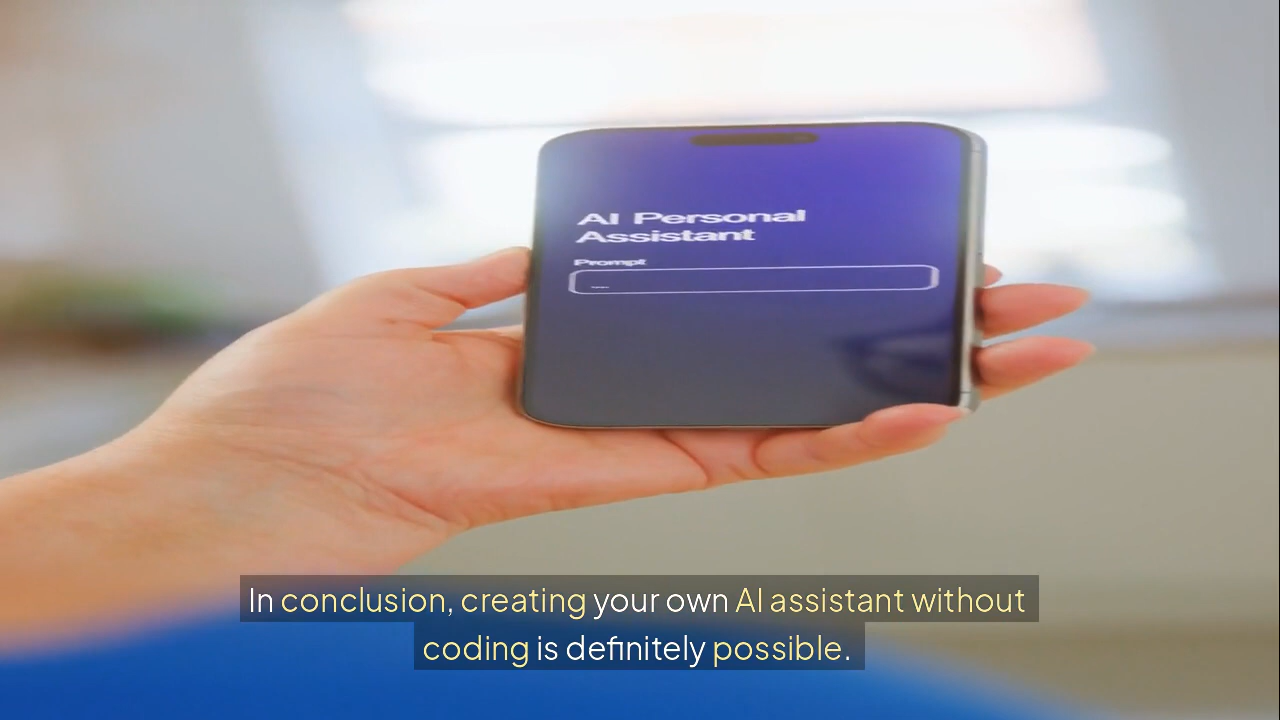 AI Personal
Assistant
Prompt
In conclusion, creating your own AI assistant without
coding is definitely possible.